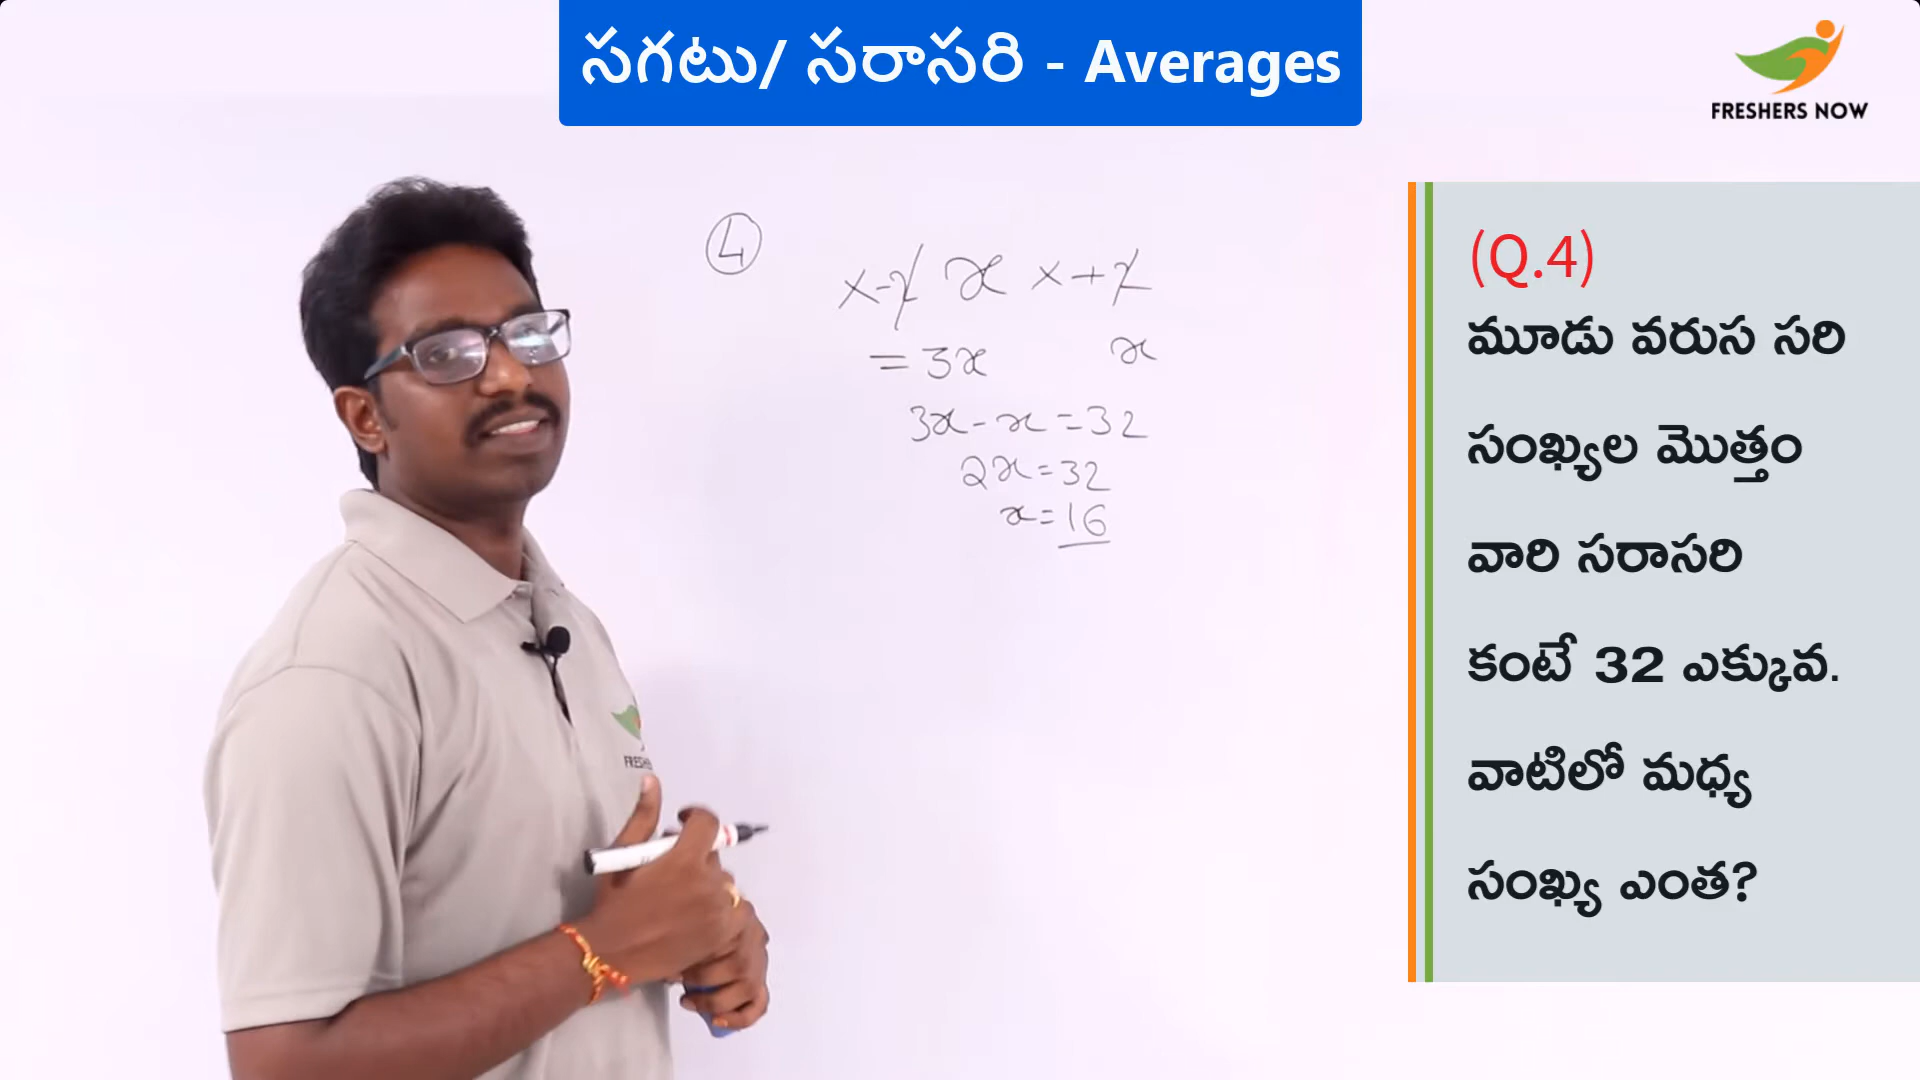 సగటు/ సరాసరి - Averages
FRESHERS NOW
(Q.4)
మూడు వరుస సరి
సంఖ్యల మొత్తం
వారి సరాసరి
కంటే 32 ఎక్కువ.
వాటిలో మధ్య
సంఖ్య ఎంత?
4
x-2 x x+2
= 3x x
3x - x = 32
2x = 32
x = 16